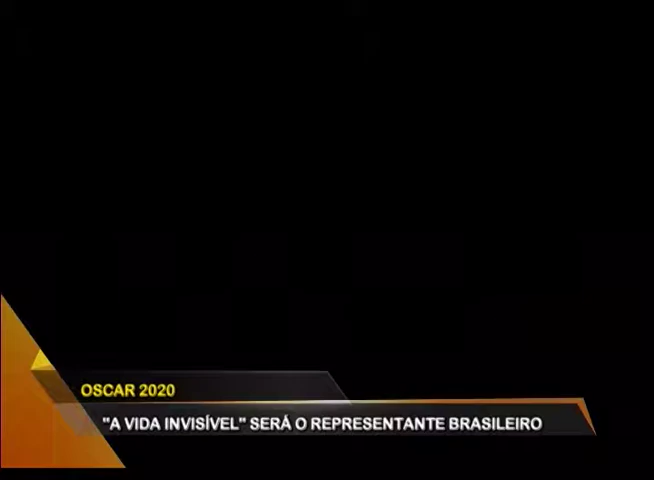 OSCAR 2020
"A VIDA INVISÍVEL" SERÁ O REPRESENTANTE BRASILEIRO